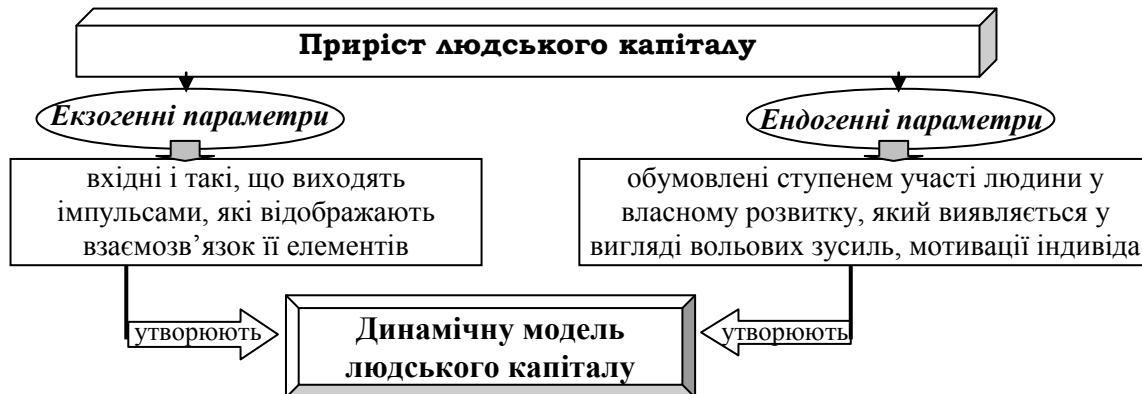 Приріст людського капіталу
Екзогенні параметри
Ендогенні параметри
вхідні і такі, що виходять
імпульсами, які відображають
взаємозв’язок її елементів
обумовлені ступенем участі людини у
власному розвитку, який виявляється у
вигляді вольових зусиль, мотивації індивіда
утворюють
Динамічну модель
людського капіталу
утворюють